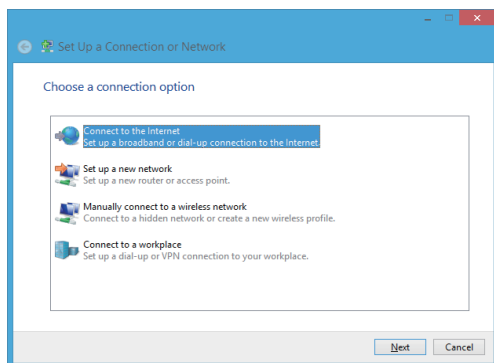 Set Up a Connection or Network
Choose a connection option
Connect to the Internet
Set up a broadband or dial-up connection to the Internet.
Set up a new network
Set up a new router or access point.
Manually connect to a wireless network
Connect to a hidden network or create a new wireless profile.
Connect to a workplace
Set up a dial-up or VPN connection to your workplace.
Next Cancel